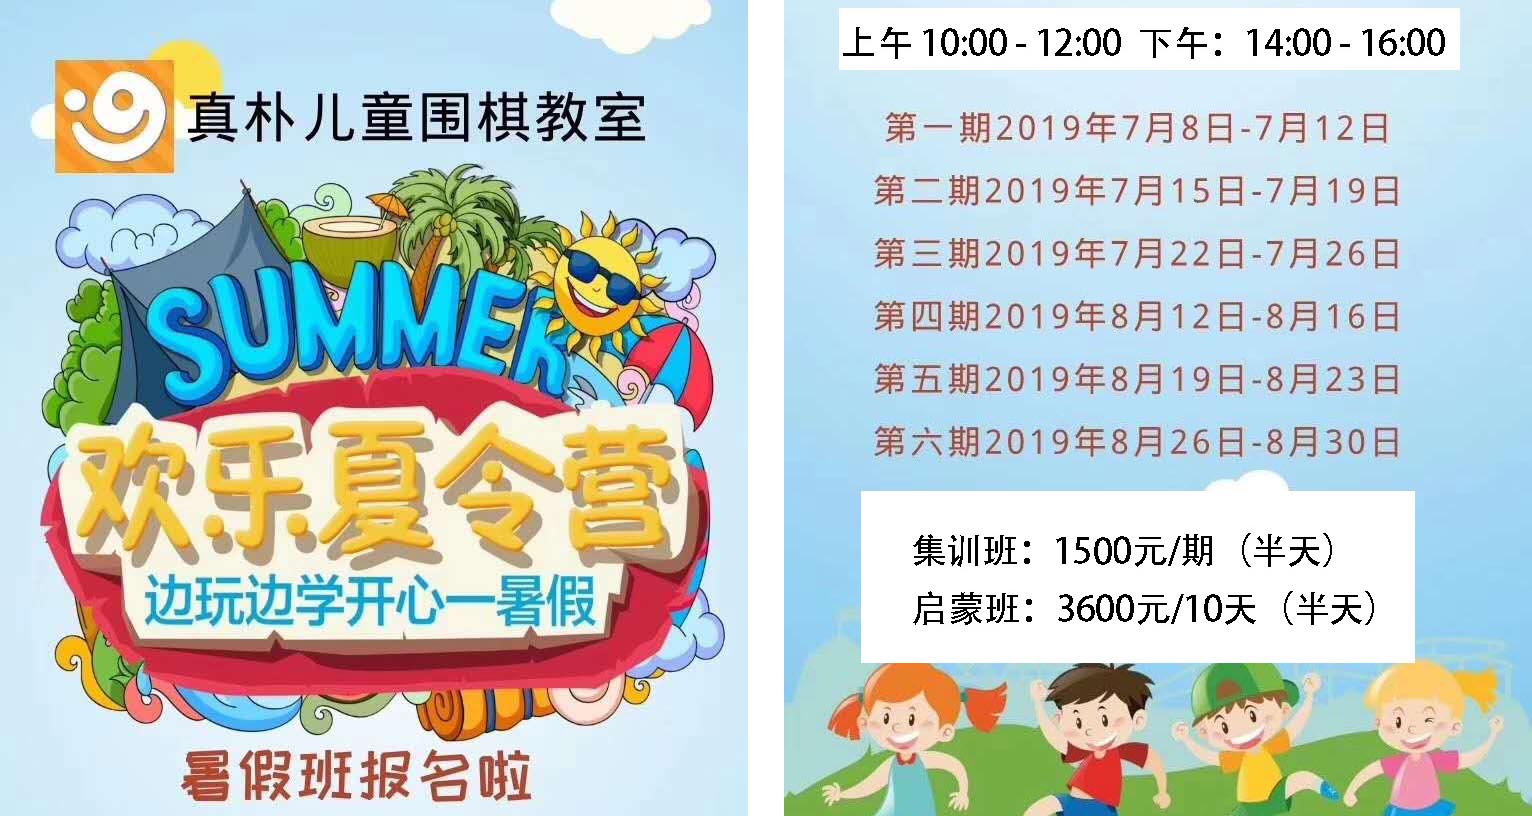 真朴儿童围棋教室
SUMMER
欢乐夏令营
边玩边学开心一暑假
暑假班报名啦
上午 10:00 - 12:00 下午：14:00 - 16:00
第一期2019年7月8日-7月12日
第二期2019年7月15日-7月19日
第三期2019年7月22日-7月26日
第四期2019年8月12日-8月16日
第五期2019年8月19日-8月23日
第六期2019年8月26日-8月30日
集训班：1500元/期（半天）
启蒙班：3600元/10天（半天）